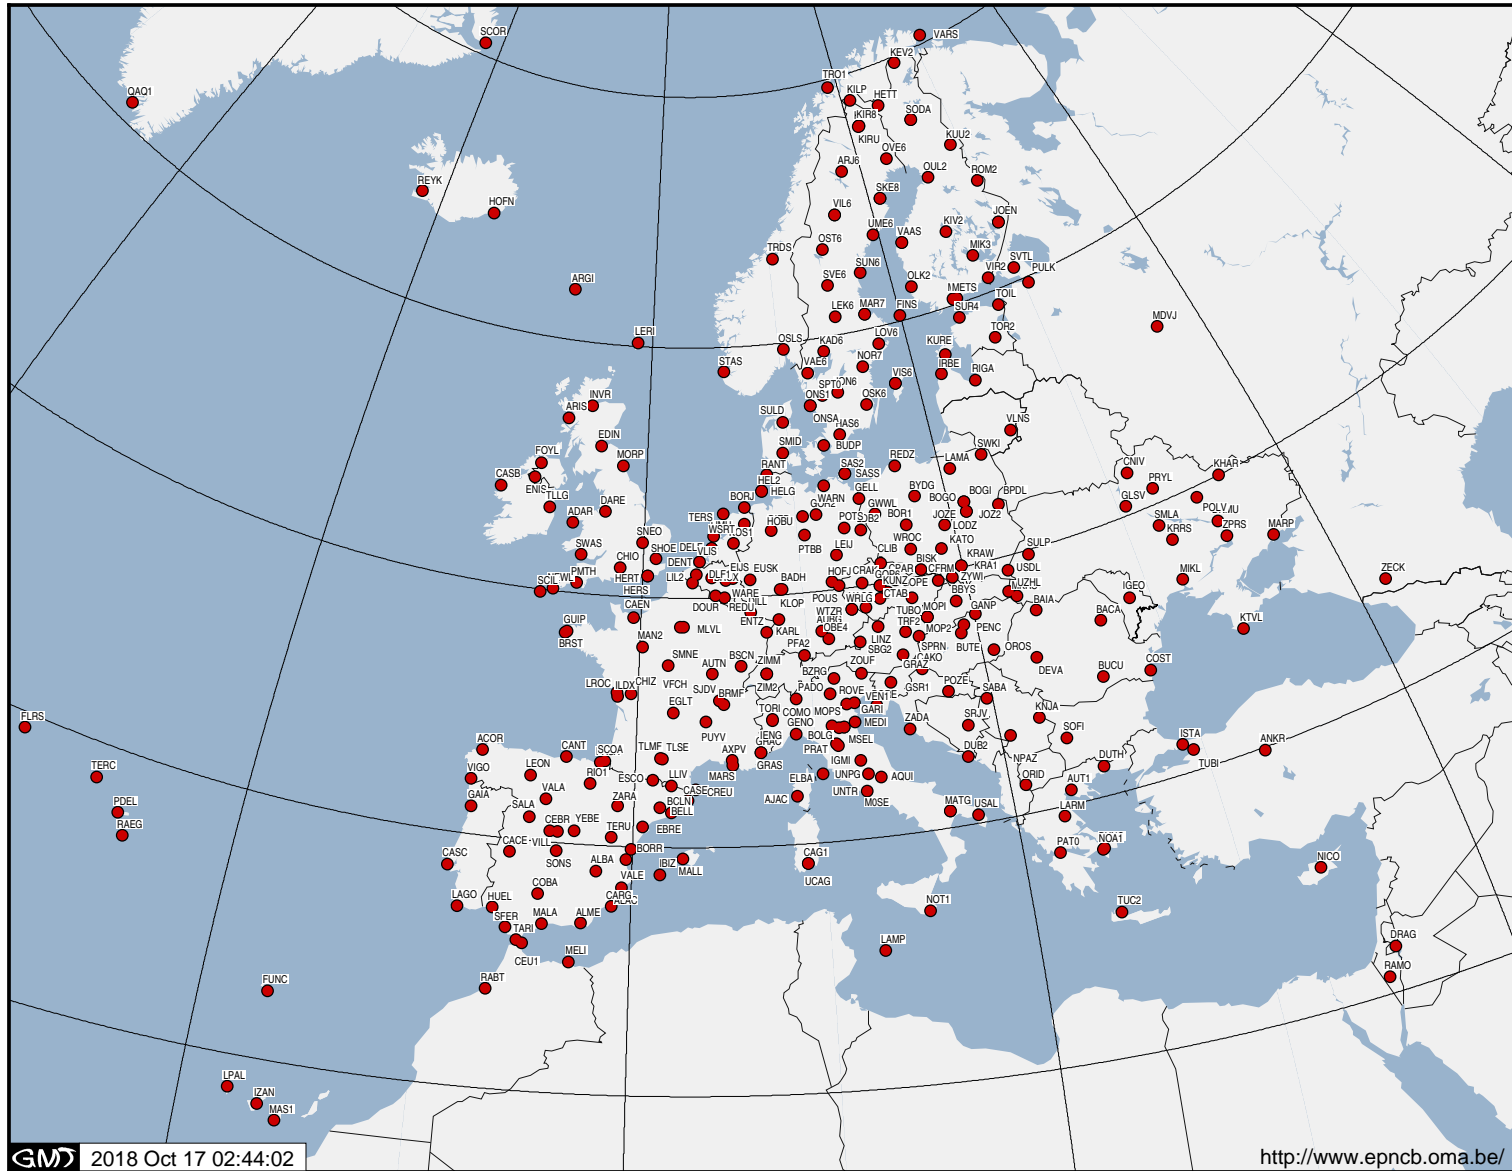 SCOR
VARS
KEV2
TRO1
QAQ1
KILP
HETT
SODA
KIR8
KIRU
KUU2
OVE6
ARJ6
OUL2
ROM2
REYK
SKE8
HOFN
VIL6
JOEN
UME6
VAAS
KIV2
OST6
TRDS
MIK3
SVTL
SUN6
VIR2
PULK
ARGI
SVE6
OLK2
METS
TOIL
LEK6
MAR7
FINS
SUR4
MDVJ
LERI
OSLS
KAD6
LOV6
TOR2
KURE
STAS
VAE6
NOR7
IRBE
SPT0
VIS6
RIGA
INVR
ONS1
OSK6
ARIS
SULD
ONSA
HAS6
VLNS
EDIN
BUDP
FOYL
MORP
SMID
SWKI
CASB
RANT
SAS2
REDZ
LAMA
CNIV
KHAR
ENIS
HEL2
SASS
PRYL
TLLG
DARE
BORJ
HELG
WARN
GELL
BYDG
BOGI
BPDL
ADAR
TERS
GWWL
BOGO
GLSV
POLV
SNEO
WSRT
HOBU
POTS
BOR1
JOZE
JOZ2
SMLA
LODZ
ZPRS
MARP
SWAS
CHIO
SHOE
VLIS
PTBB
LEIJ
WROC
KATO
KRRS
PMTH
DENT
CLIB
BISK
KRAW
SULP
SCIL
HERT
LIL2
DLF1
EIJS
EUSK
BADH
HOFJ
CFRM
KRA1
USDL
MIKL
ZECK
HERS
WARE
KUNZ
ZYWI
CAEN
DOUR
REDU
KLOP
POUS
CTAB
BBYS
BAIA
IGEO
GUIP
WTZR
TUBO
MOPI
GANP
BACA
KTVL
BRST
MAN2
MLVL
ENTZ
KARL
OBE4
TRF2
MOP2
PENC
PFA2
LINZ
SPRN
BUTE
OROS
SBG2
SMNE
AUTN
BSCN
ZIMM
BZRG
ZOUF
CAKO
DEVA
COST
LROC
ILDX
CHIZ
VFCH
SJDV
ZIM2
PADO
ROVE
GRAZ
BUCU
BRMF
VEN1
GSR1
POZE
SABA
EGLT
TORI
COMO
MOPS
GARI
KNJA
FLRS
PUYV
IENG
GENO
BOLG
MEDI
ZADA
SRJV
SOFI
ISTA
ANKR
ACOR
CANT
SCOA
TLMF
TLSE
AXPV
GRAS
PRAT
MSEL
DUB2
NPAZ
DUTH
TUBI
TERC
VIGO
LEON
RIO1
ESCO
LLIV
MARS
ELBA
IGMI
UNPG
AQUI
ORID
AUT1
PDEL
GAIA
VALA
CREU
AJAC
UNTR
MOSE
MATG
USAL
RAEG
SALA
ZARA
BCLN
BELL
LARM
CEBR
YEBE
TERU
EBRE
CASC
CACE
VILL
SONS
BORR
CAG1
PAT0
NOA1
NICO
ALBA
IBIZ
MALL
UCAG
VALE
LAGO
HUEL
COBA
CARG
NOT1
TUC2
SFER
MALA
ALME
TARI
DRAG
CEU1
MELI
LAMP
RAMO
FUNC
RABT
LPAL
IZAN
MAS1
GMT 2018 Oct 17 02:44:02
http://www.epncb.oma.be/